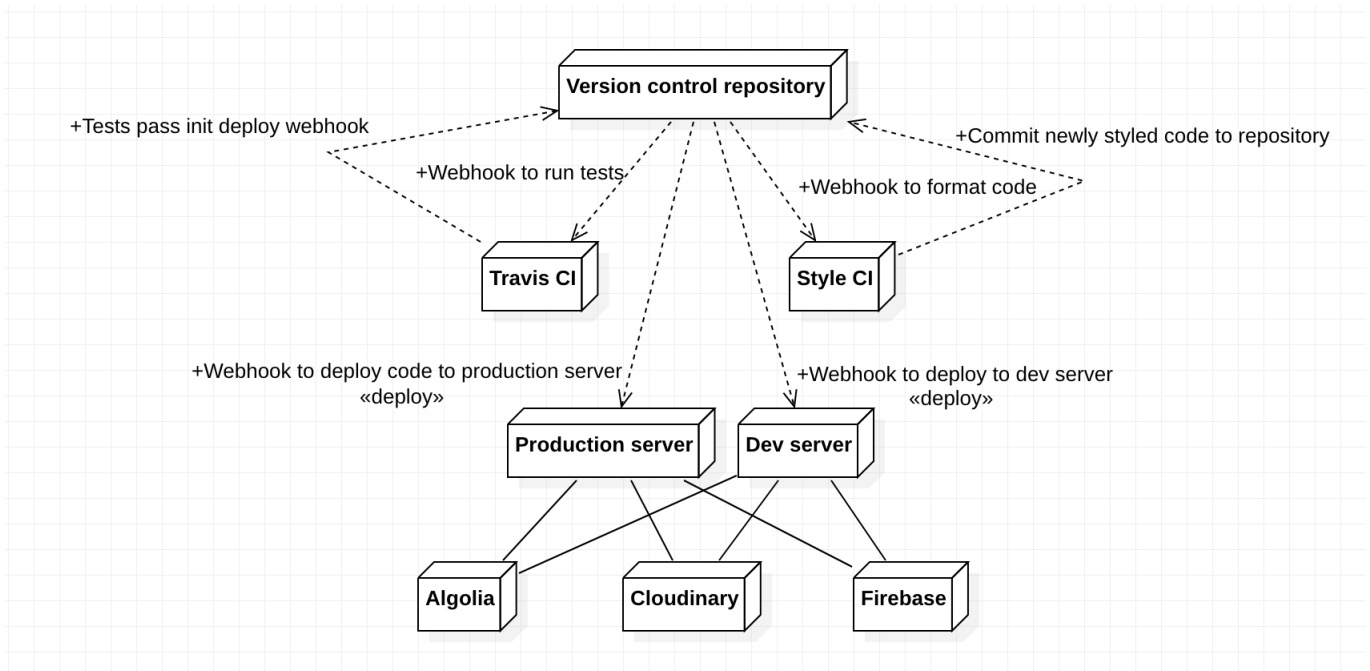 Version control repository
+Tests pass init deploy webhook
+Commit newly styled code to repository
+Webhook to run tests
+Webhook to format code
Travis CI
Style CI
+Webhook to deploy code to production server
«deploy»
+Webhook to deploy to dev server
«deploy»
Production server
Dev server
Algolia
Cloudinary
Firebase